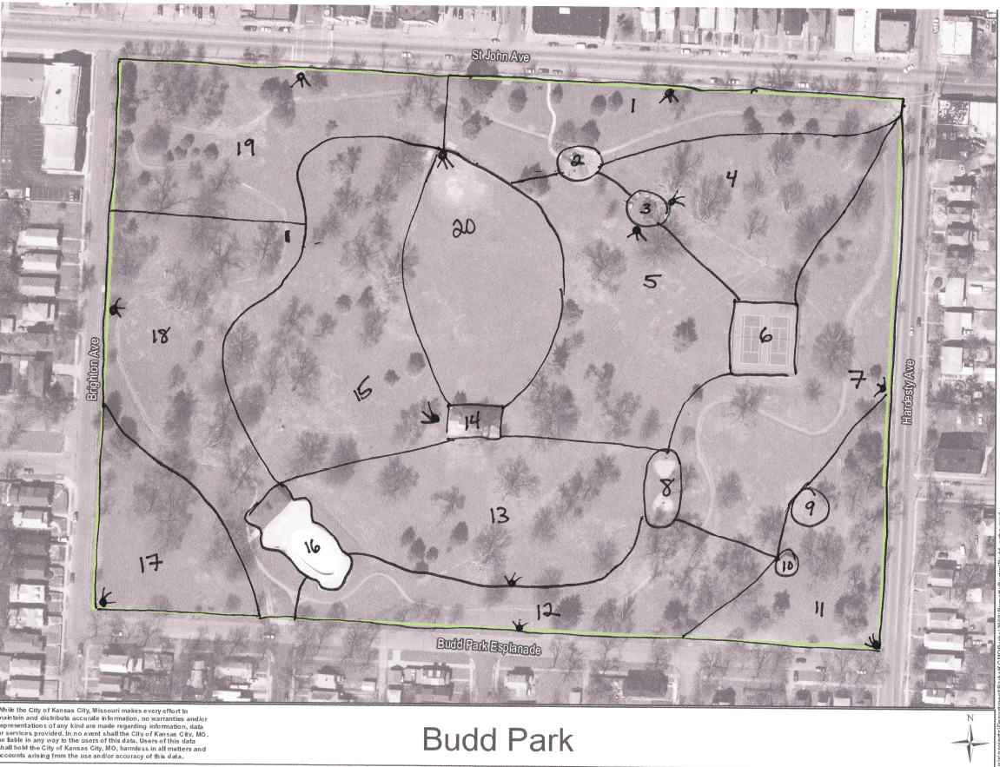 St John Ave
1
19
2
4
3
20
1
5
18
6
Brighton Ave
7
Hardesty Ave
15
14
8
9
13
16
10
17
12
11
Budd Park Esplanade
While the City of Kansas City, Missouri makes every effort to
maintain and distribute accurate information, no warranties and/or
representations of any kind are made regarding information, data
or services provided. In no event shall the City of Kansas City, MO,
be liable in any way to the users of this data. Users of this data
shall hold the City of Kansas City, MO, harmless in all matters and
accounts arising from the use and/or accuracy of this data.
Budd Park
N